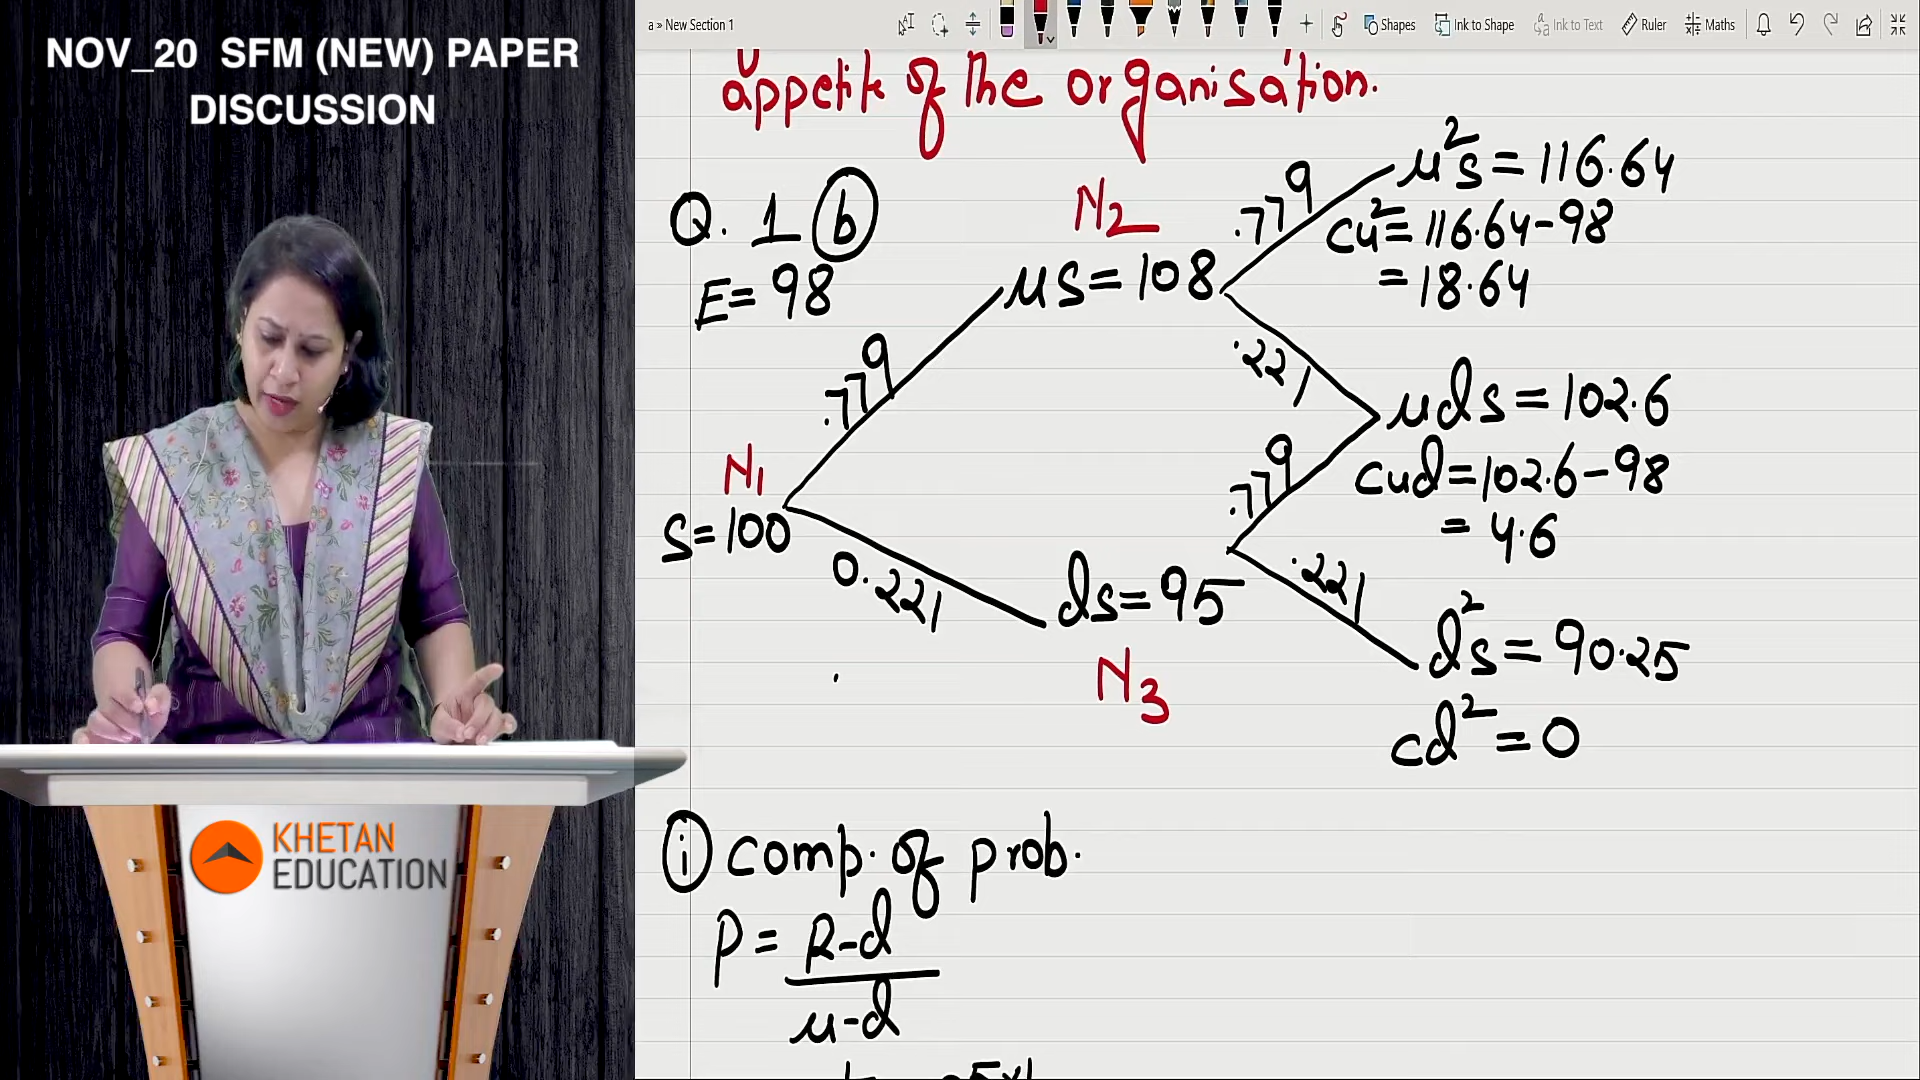 NOV_20 SFM (NEW) PAPER
DISCUSSION
a » New Section 1
Shapes
Ink to Shape
Ink to Text
Ruler
Maths
appetite of the organisation.
Q. 1 (b)
E = 98
N1
S = 100
.779
0.221
N2
us = 108
ds = 95
N3
.779
.221
.779
.221
u²s = 116.64
cu² = 116.64 - 98
= 18.64
uds = 102.6
cud = 102.6 - 98
= 4.6
d²s = 90.25
cd² = 0
(i) comp. of prob.
P = R-d
u-d
KHETAN
EDUCATION